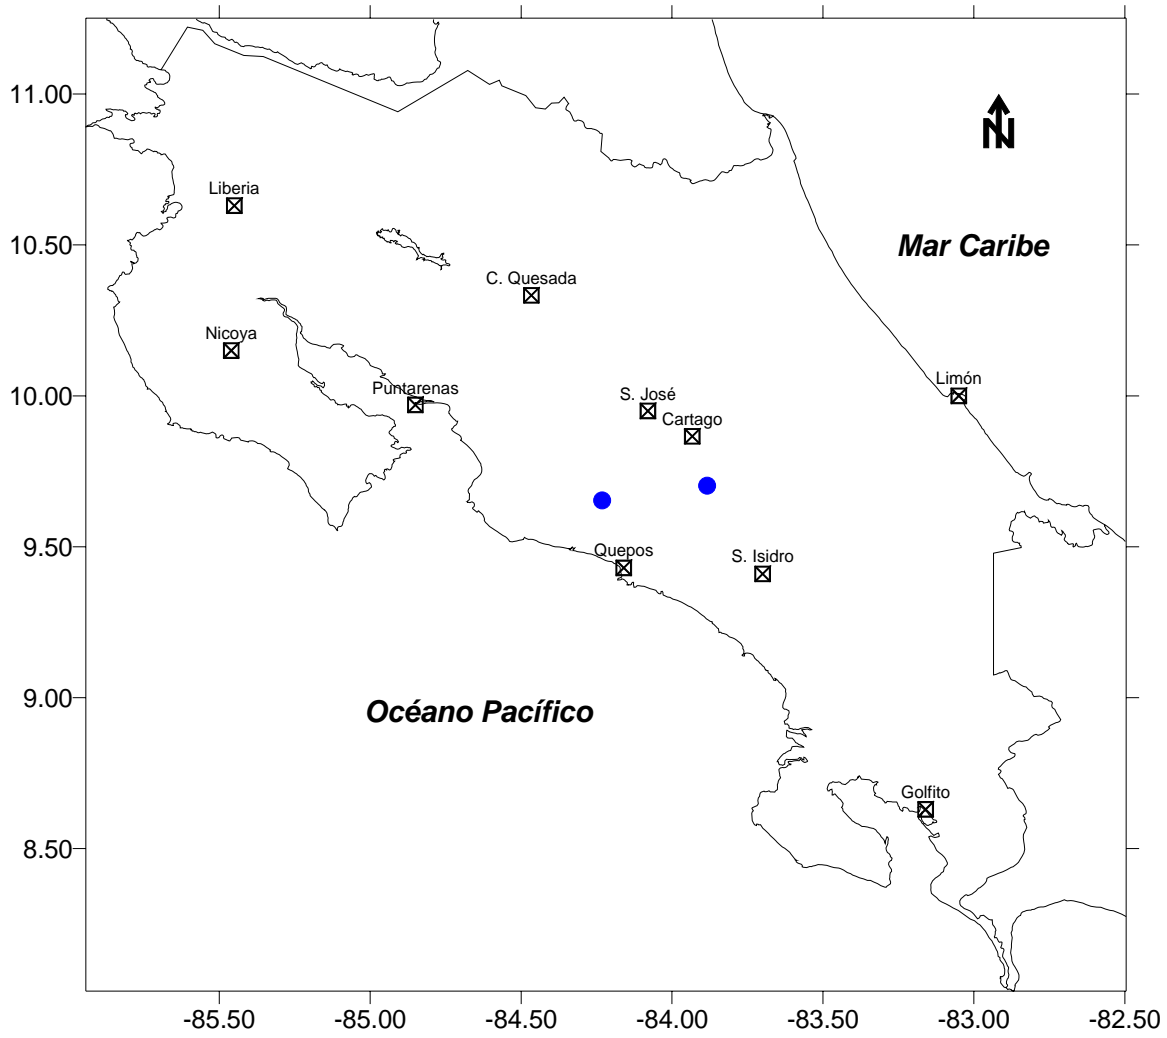 11.00
N
Liberia
10.50
Mar Caribe
C. Quesada
Nicoya
10.00
Puntarenas
S. José
Limón
Cartago
9.50
Quepos
S. Isidro
9.00
Océano Pacífico
Golfito
8.50
-85.50 -85.00 -84.50 -84.00 -83.50 -83.00 -82.50